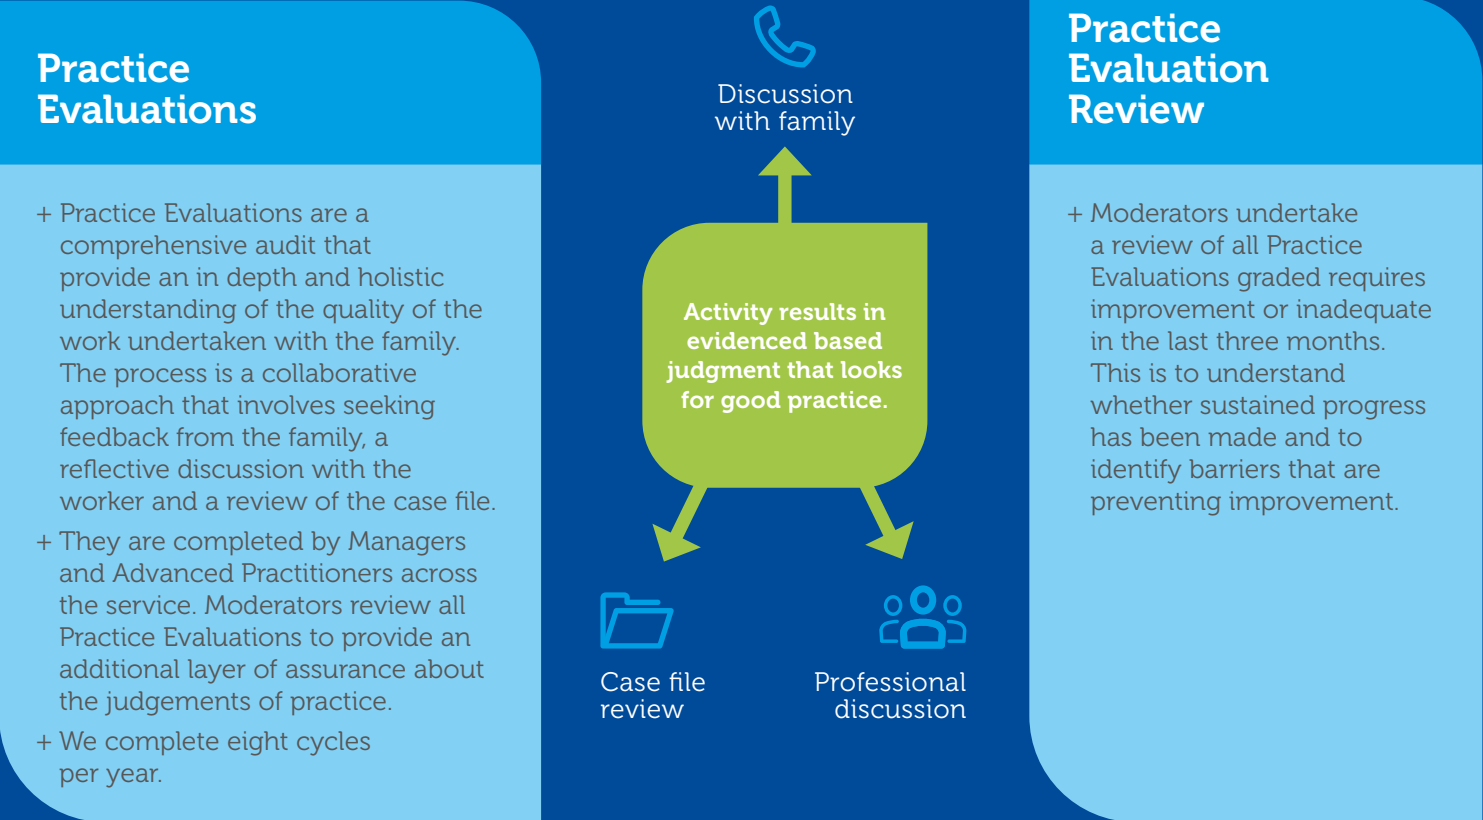 Practice
Evaluations
+ Practice Evaluations are a
comprehensive audit that
provide an in depth and holistic
understanding of the quality of the
work undertaken with the family.
The process is a collaborative
approach that involves seeking
feedback from the family, a
reflective discussion with the
worker and a review of the case file.
+ They are completed by Managers
and Advanced Practitioners across
the service. Moderators review all
Practice Evaluations to provide an
additional layer of assurance about
the judgements of practice.
+ We complete eight cycles
per year.
Discussion
with family
Activity results in
evidenced based
judgment that looks
for good practice.
Case file
review
Professional
discussion
Practice
Evaluation
Review
+ Moderators undertake
a review of all Practice
Evaluations graded requires
improvement or inadequate
in the last three months.
This is to understand
whether sustained progress
has been made and to
identify barriers that are
preventing improvement.